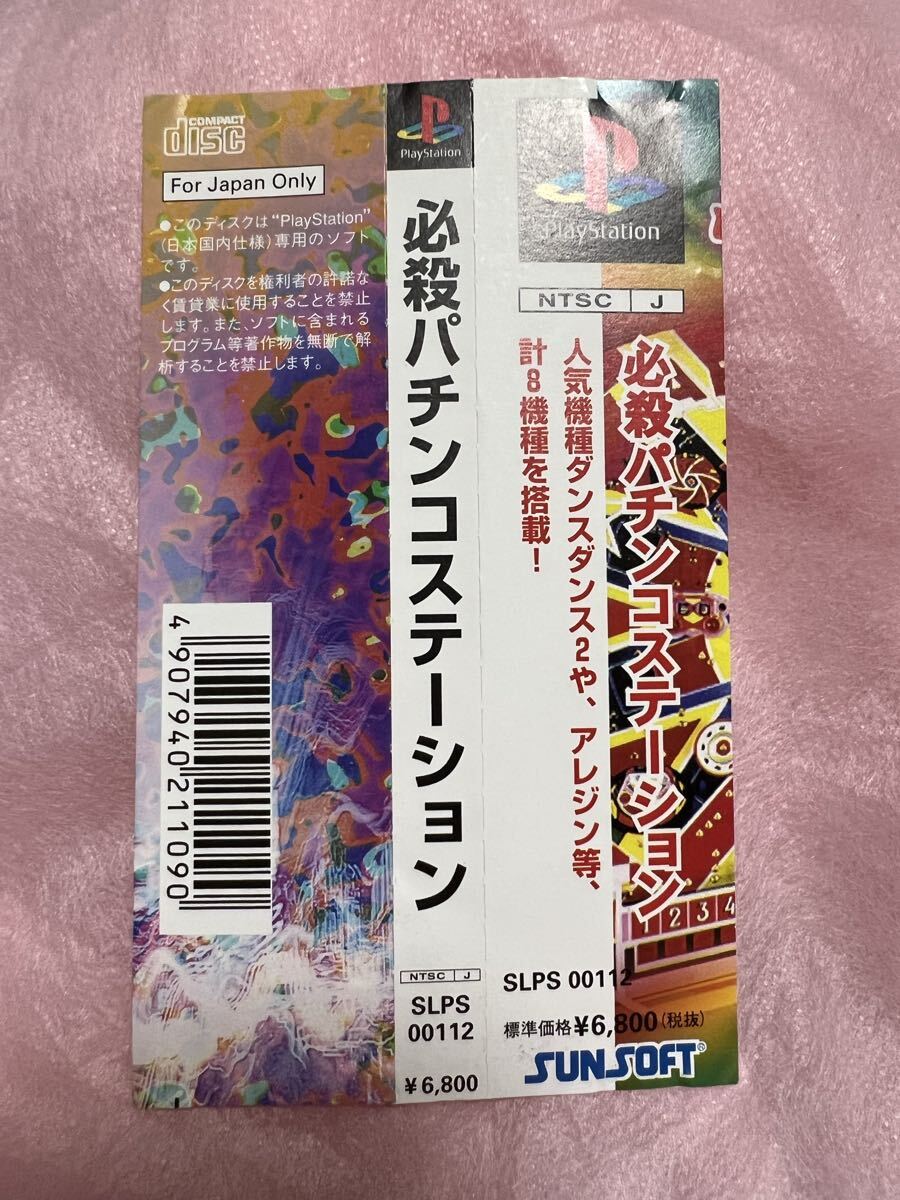 COMPACT
disc
For Japan Only
●このディスクは“PlayStation”
(日本国内仕様)専用のソフト
です。
●このディスクを権利者の許諾な
く賃貸業に使用することを禁止
します。また、ソフトに含まれる
プログラム等著作物を無断で解
析することを禁止します。
4907940211090
PlayStation
必殺パチンコステーション
NTSC J
SLPS
00112
¥6,800
PlayStation
NTSC J
必殺パチンコステーション
人気機種ダンスダンス2や、アレジン等、
計8機種を搭載!
1 2 3 4
SLPS 00112
標準価格¥6,800(税抜)
SUNSOFT®